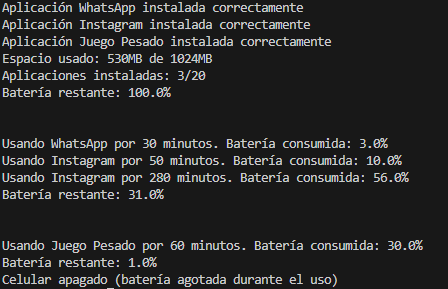 Aplicación WhatsApp instalada correctamente
Aplicación Instagram instalada correctamente
Aplicación Juego Pesado instalada correctamente
Espacio usado: 530MB de 1024MB
Aplicaciones instaladas: 3/20
Batería restante: 100.0%
Usando WhatsApp por 30 minutos. Batería consumida: 3.0%
Usando Instagram por 50 minutos. Batería consumida: 10.0%
Usando Instagram por 280 minutos. Batería consumida: 56.0%
Batería restante: 31.0%
Usando Juego Pesado por 60 minutos. Batería consumida: 30.0%
Batería restante: 1.0%
Celular apagado (batería agotada durante el uso)